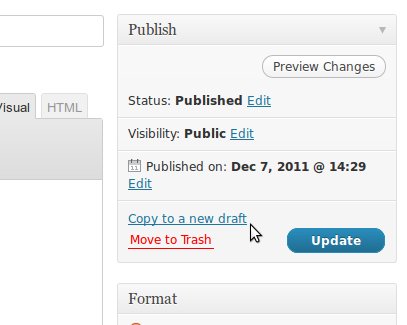 Publish
Preview Changes
Visual
HTML
Status: Published Edit
Visibility: Public Edit
Published on: Dec 7, 2011 @ 14:29
Edit
Copy to a new draft
Move to Trash
Update
Format